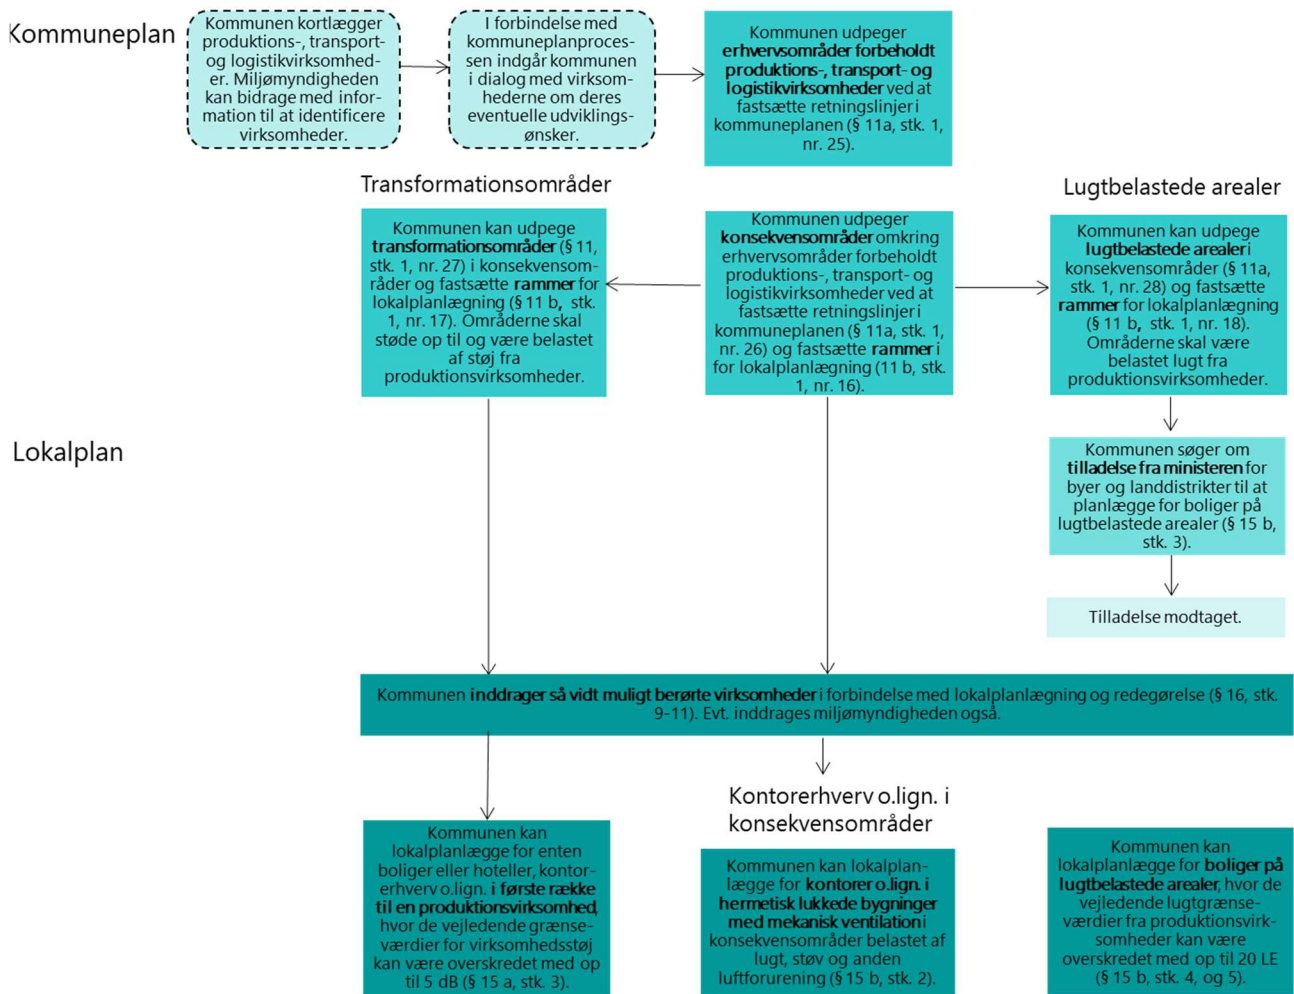 Kommuneplan
Kommunen kortlægger
produktions-, transport-
og logistikvirksomhed-
er. Miljømyndigheden
kan bidrage med infor-
mation til at identificere
virksomheder.
I forbindelse med
kommuneplanproces-
sen indgår kommunen
i dialog med virksom-
hederne om deres
eventuelle udviklings-
ønsker.
Kommunen udpeger
erhvervsområder forbeholdt
produktions-, transport- og
logistikvirksomheder ved at
fastsætte retningslinjer i
kommuneplanen (§ 11a, stk. 1,
nr. 25).
Transformationsområder
Kommunen kan udpege
transformationsområder (§ 11,
stk. 1, nr. 27) i konsekvensom-
råder og fastsætte rammer for
lokalplanlægning (§ 11 b, stk.
1, nr. 17). Områderne skal
støde op til og være belastet
af støj fra
produktionsvirksomheder.
Kommunen udpeger
konsekvensområder omkring
erhvervsområder forbeholdt
produktions-, transport- og
logistikvirksomheder ved at
fastsætte retningslinjer i
kommuneplanen (§ 11a, stk. 1,
nr. 26) og fastsætte rammer i
for lokalplanlægning (11 b, stk.
1, nr. 16).
Lugtbelastede arealer
Kommunen kan udpege
lugtbelastede arealer i
konsekvensområder (§ 11a,
stk. 1, nr. 28) og fastsætte
rammer for lokalplanlægning
(§ 11 b, stk. 1, nr. 18).
Områderne skal være
belastet lugt fra
produktionsvirksomheder.
Lokalplan
Kommunen søger om
tilladelse fra ministeren for
byer og landdistrikter til at
planlægge for boliger på
lugtbelastede arealer (§ 15 b,
stk. 3).
Tilladelse modtaget.
Kommunen inddrager så vidt muligt berørte virksomheder i forbindelse med lokalplanlægning og redegørelse (§ 16, stk.
9-11). Evt. inddrages miljømyndigheden også.
Kommunen kan
lokalplanlægge for enten
boliger eller hoteller, kontor-
erhverv o.lign. i første række
til en produktionsvirksomhed,
hvor de vejledende grænse-
værdier for virksomhedsstøj
kan være overskredet med op
til 5 dB (§ 15 a, stk. 3).
Kontorerhverv o.lign. i
konsekvensområder
Kommunen kan lokalplan-
lægge for kontorer o.lign. i
hermetisk lukkede bygninger
med mekanisk ventilation i
konsekvensområder belastet af
lugt, støv og anden
luftforurening (§ 15 b, stk. 2).
Kommunen kan
lokalplanlægge for boliger på
lugtbelastede arealer, hvor de
vejledende lugtgrænse-
værdier fra produktionsvirk-
somheder kan være
overskredet med op til 20 LE
(§ 15 b, stk. 4, og 5).